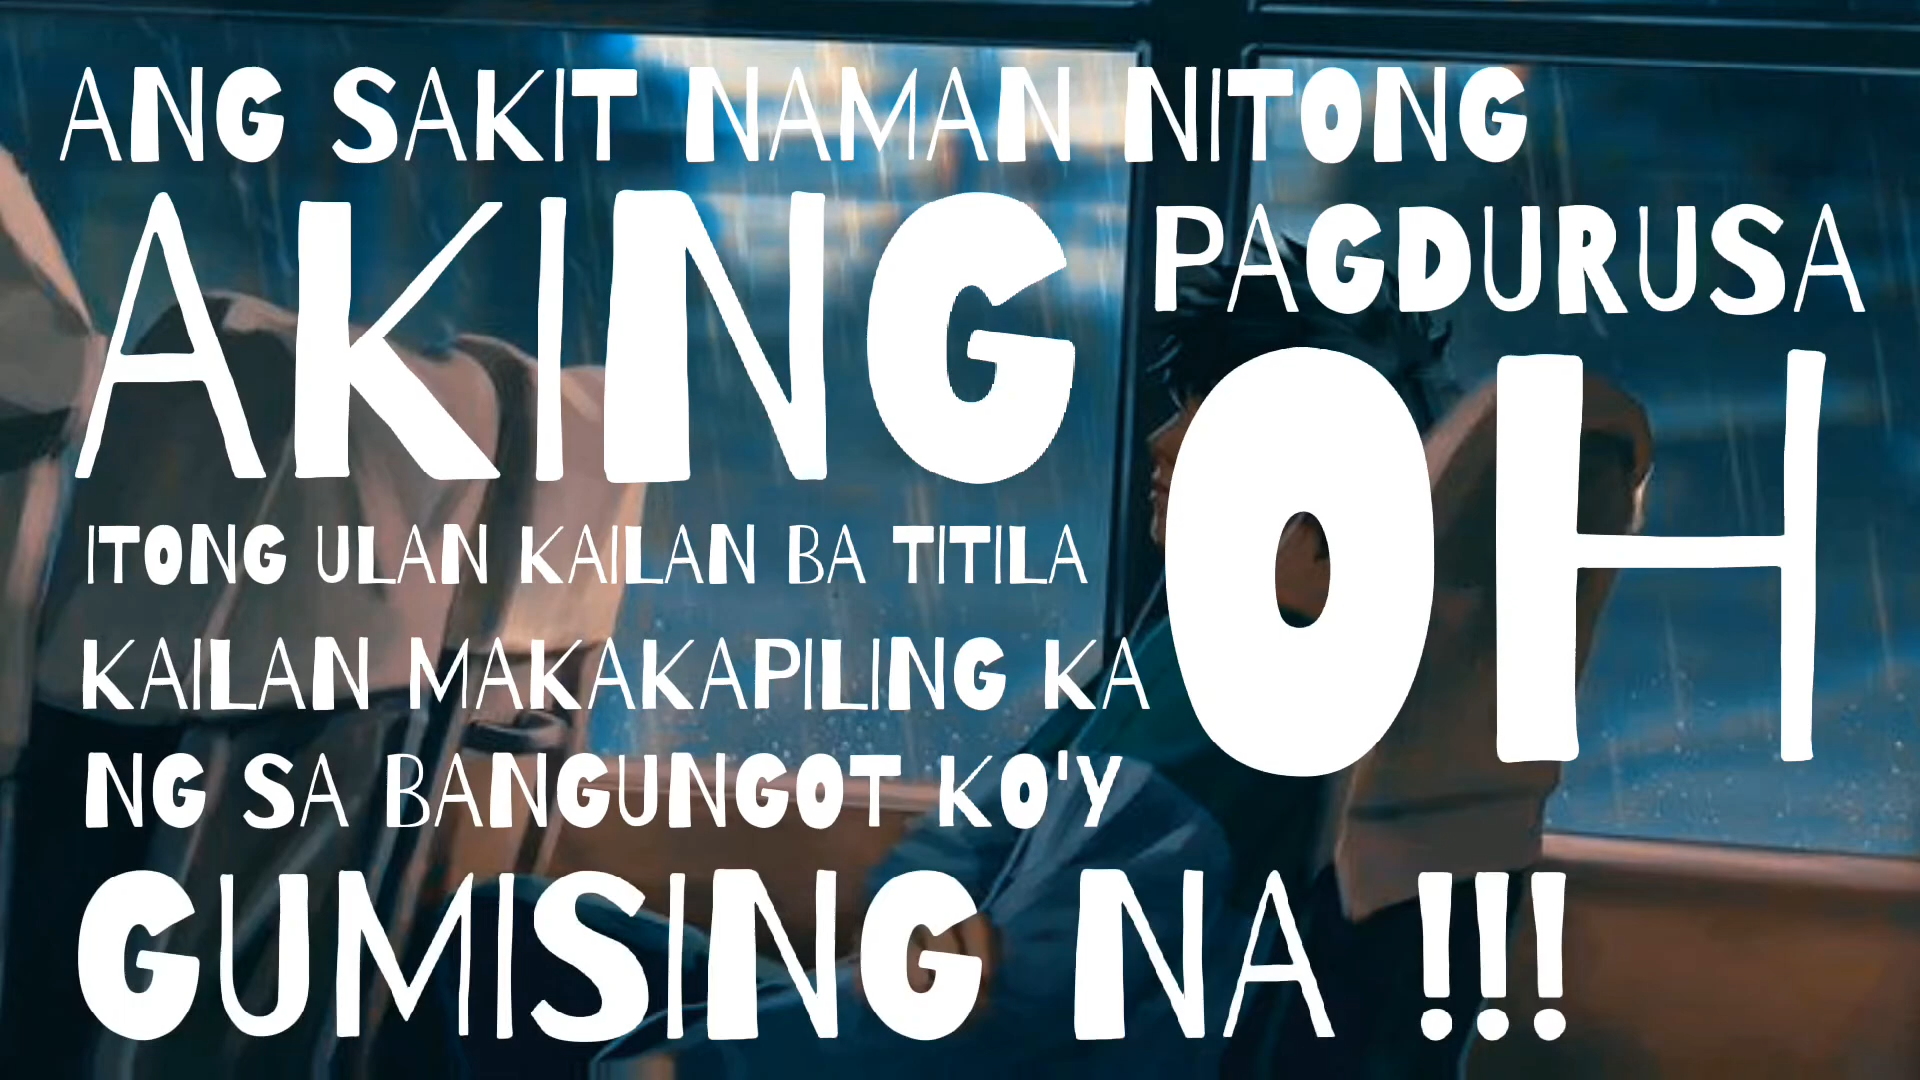 ANG SAKIT NAMAN NITONG
AKING PAGDURUSA
OH
ITONG ULAN KAILAN BA TITILA
KAILAN MAKAKAPILING KA
NG SA BANGUNGOT KO'Y
GUMISING NA !!!